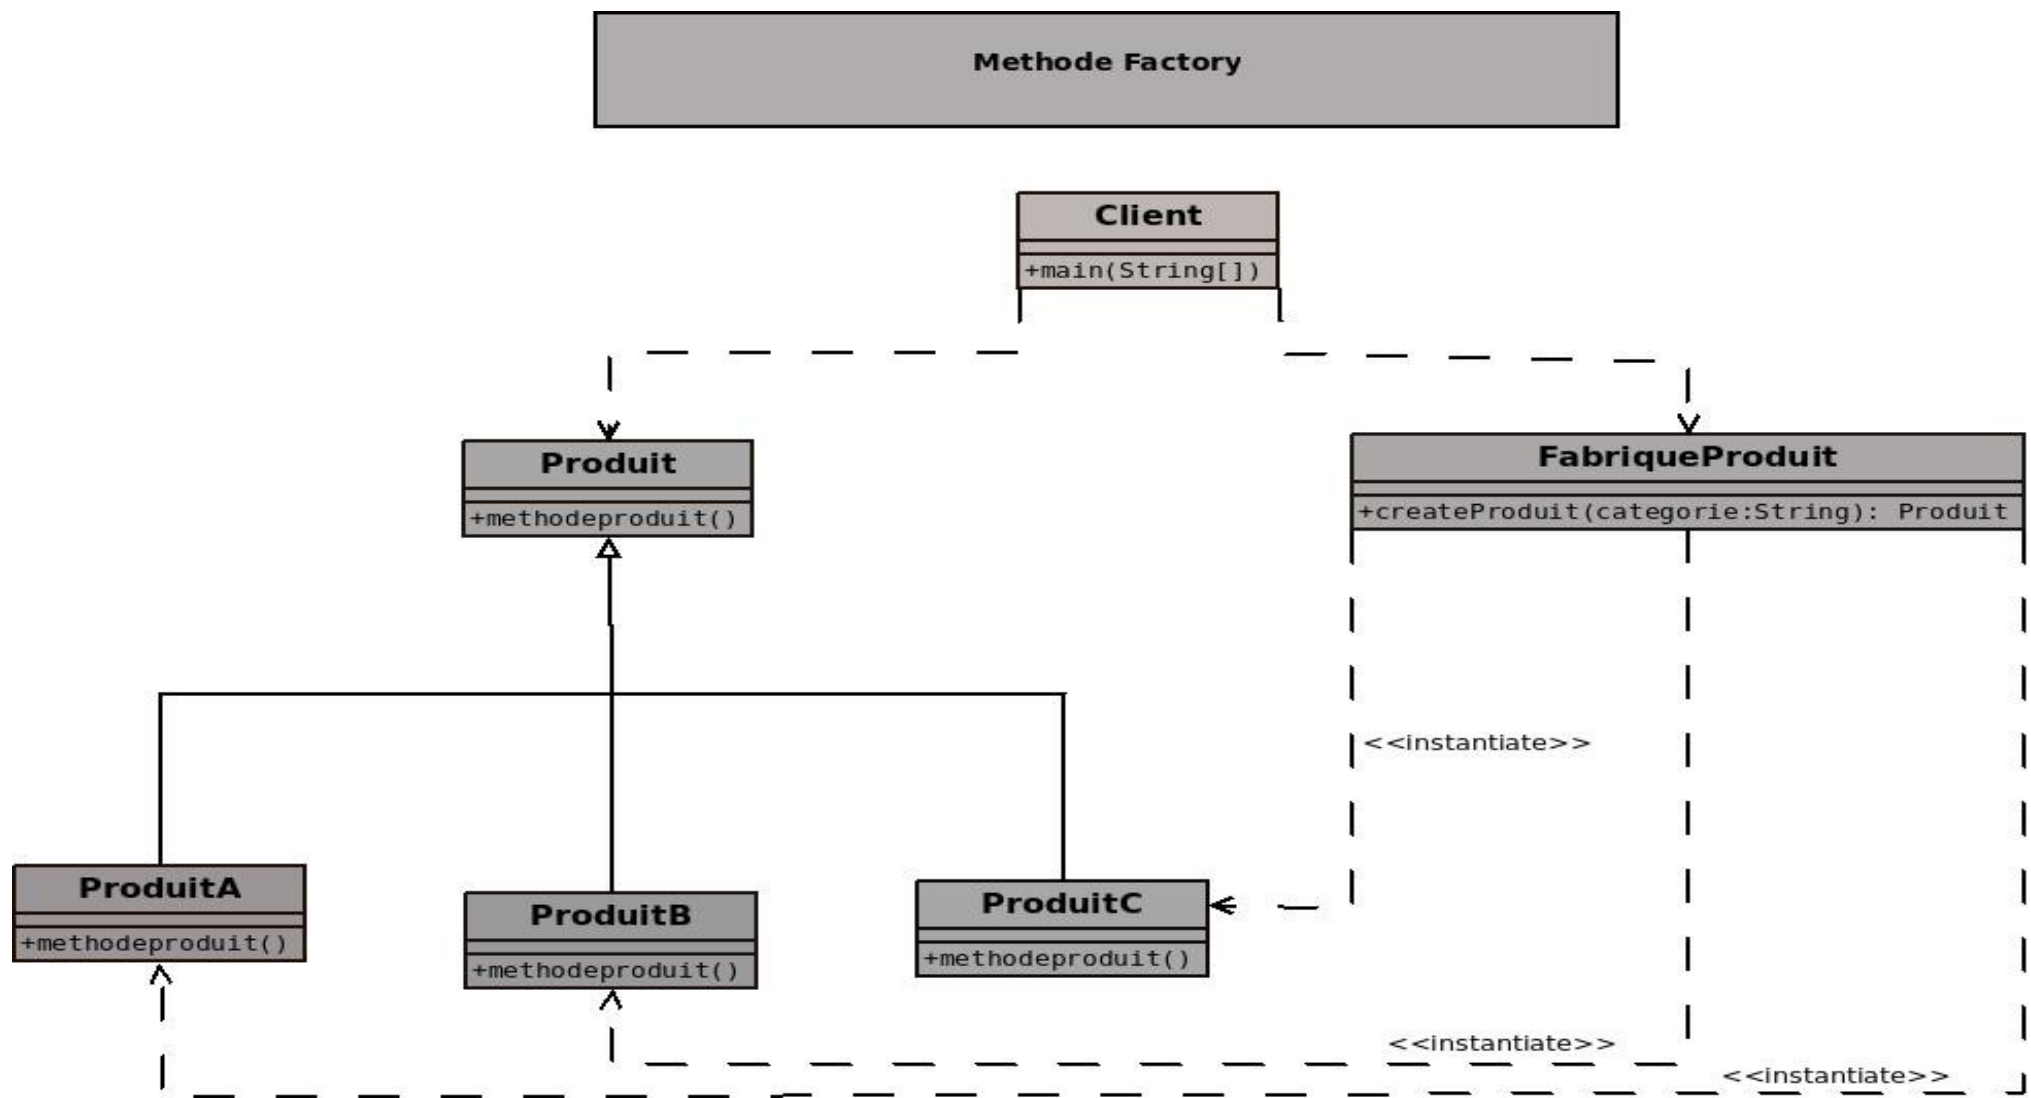 Methode Factory
Client
+main(String[])
Produit
+methodeproduit()
FabriqueProduit
+createProduit(categorie:String): Produit
<<instantiate>>
ProduitA
+methodeproduit()
ProduitB
+methodeproduit()
ProduitC
+methodeproduit()
<<instantiate>>
<<instantiate>>